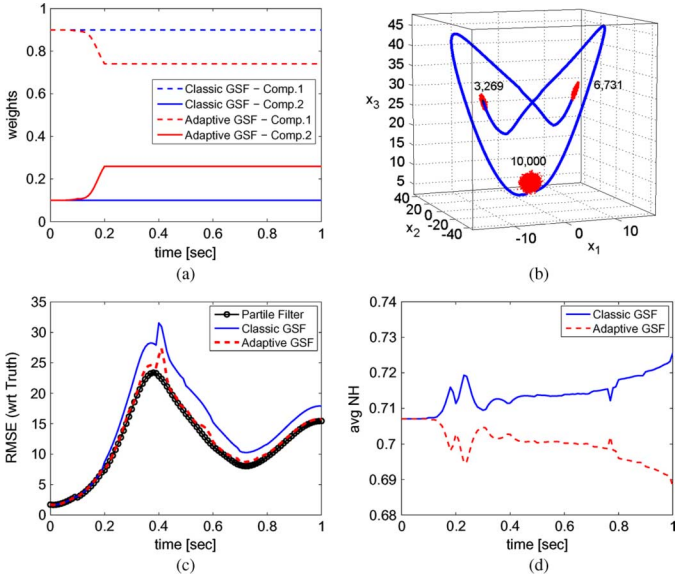 1
0.8
0.6
0.4
0.2
0
weights
Classic GSF - Comp.1
Classic GSF - Comp.2
Adaptive GSF - Comp.1
Adaptive GSF - Comp.2
0 0.2 0.4 0.6 0.8 1
time [sec]
(a)
45
40
35
30
25
20
15
10
5
x3
3,269
6,731
10,000
40
20
0
-20
-40
x2
-10 0 10
x1
(b)
35
30
25
20
15
10
5
0
RMSE (wrt Truth)
Partile Filter
Classic GSF
Adaptive GSF
0 0.2 0.4 0.6 0.8 1
time [sec]
(c)
0.74
0.73
0.72
0.71
0.7
0.69
0.68
avg NH
Classic GSF
Adaptive GSF
0 0.2 0.4 0.6 0.8 1
time [sec]
(d)